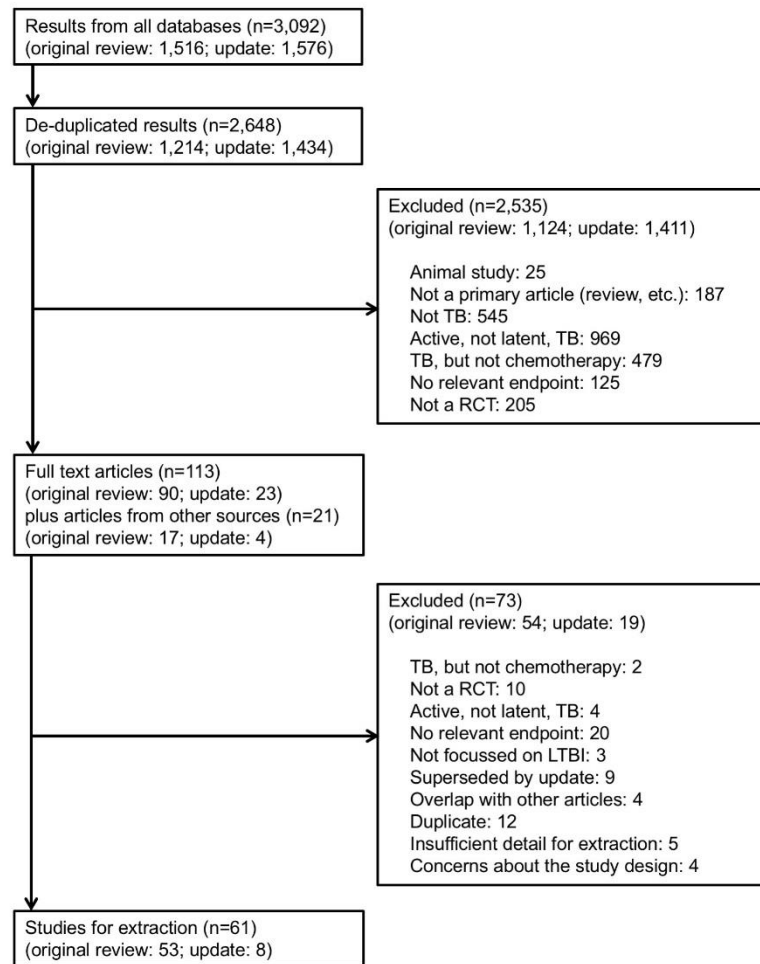 Results from all databases (n=3,092)
(original review: 1,516; update: 1,576)
De-duplicated results (n=2,648)
(original review: 1,214; update: 1,434)
Excluded (n=2,535)
(original review: 1,124; update: 1,411)
Animal study: 25
Not a primary article (review, etc.): 187
Not TB: 545
Active, not latent, TB: 969
TB, but not chemotherapy: 479
No relevant endpoint: 125
Not a RCT: 205
Full text articles (n=113)
(original review: 90; update: 23)
plus articles from other sources (n=21)
(original review: 17; update: 4)
Excluded (n=73)
(original review: 54; update: 19)
TB, but not chemotherapy: 2
Not a RCT: 10
Active, not latent, TB: 4
No relevant endpoint: 20
Not focussed on LTBI: 3
Superseded by update: 9
Overlap with other articles: 4
Duplicate: 12
Insufficient detail for extraction: 5
Concerns about the study design: 4
Studies for extraction (n=61)
(original review: 53; update: 8)